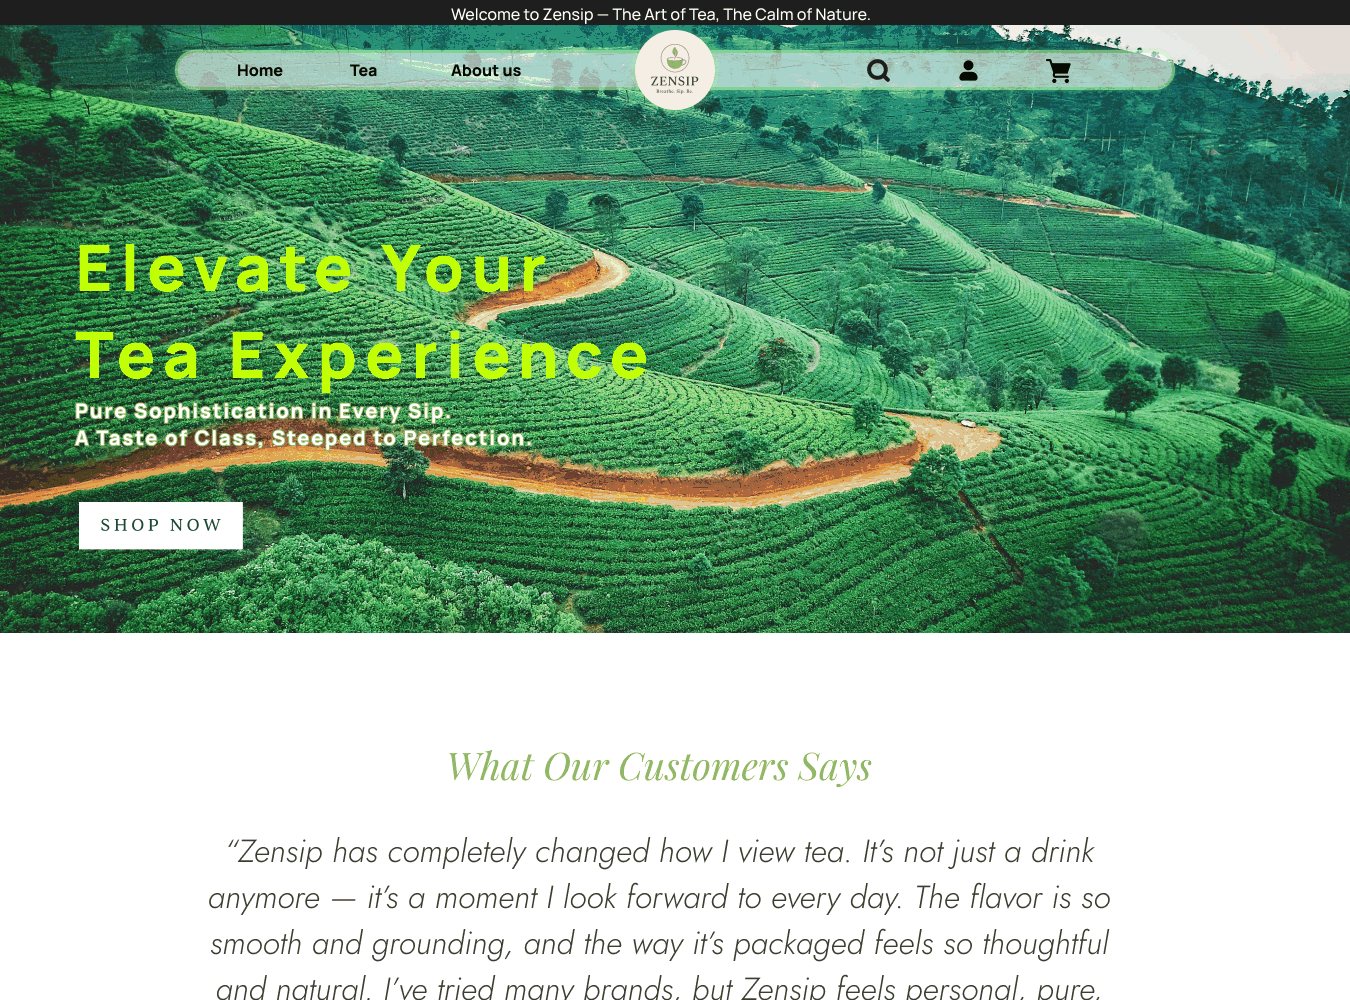 Welcome to Zensip — The Art of Tea, The Calm of Nature.
Home
Tea
About us
ZENSIP
Breathe. Sip. Be.
Elevate Your
Tea Experience
Pure Sophistication in Every Sip.
A Taste of Class, Steeped to Perfection.
SHOP NOW
What Our Customers Says
“Zensip has completely changed how I view tea. It’s not just a drink
anymore — it’s a moment I look forward to every day. The flavor is so
smooth and grounding, and the way it’s packaged feels so thoughtful
and natural. I’ve tried many brands, but Zensip feels personal, pure,